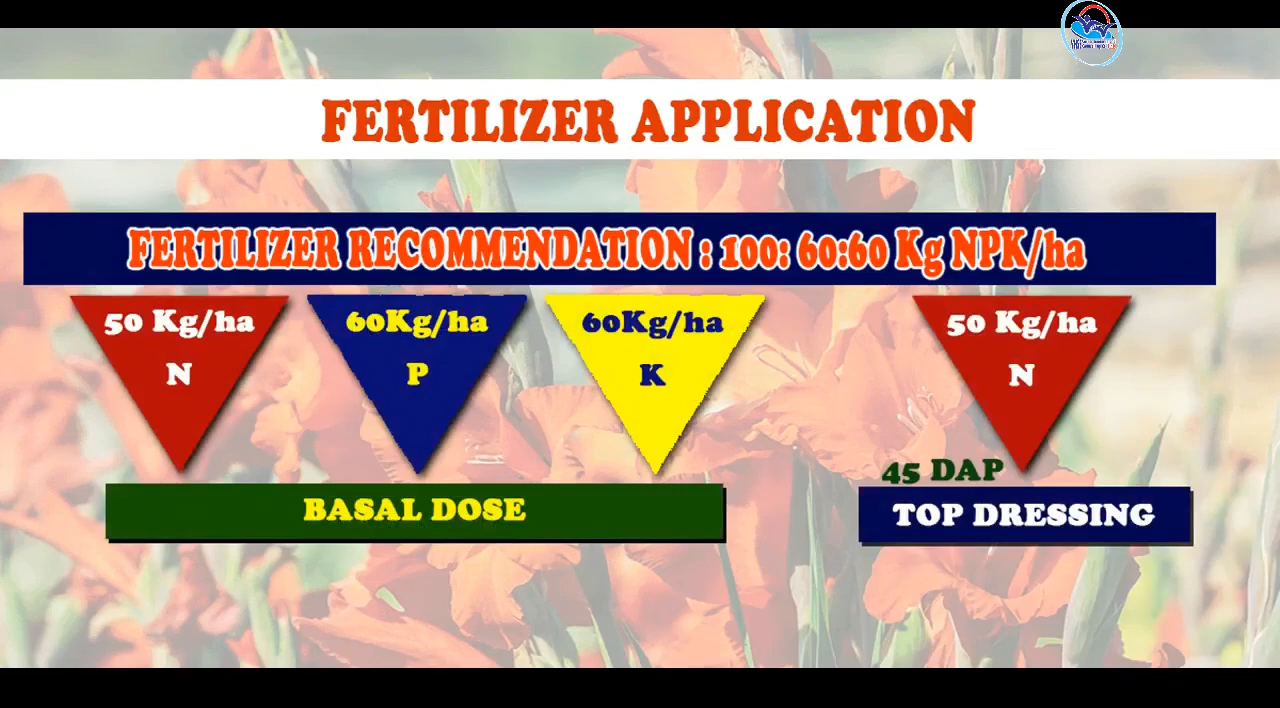 FERTILIZER APPLICATION
FERTILIZER RECOMMENDATION : 100: 60:60 Kg NPK/ha
50 Kg/ha
N
60Kg/ha
P
60Kg/ha
K
50 Kg/ha
N
45 DAP
BASAL DOSE
TOP DRESSING